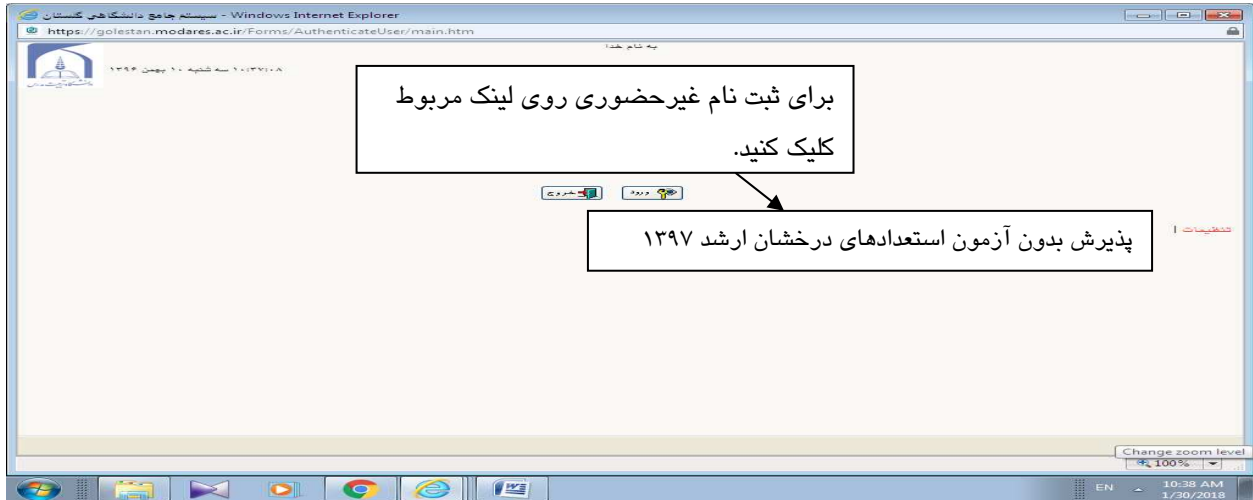 سیستم جامع دانشگاهی گلستان - Windows Internet Explorer
https://golestan.modares.ac.ir/Forms/AuthenticateUser/main.htm
به نام خدا
۱۰:۳۷:۰۸ سه شنبه ۱۰ بهمن ۱۳۹۶
برای ثبت نام غیرحضوری روی لینک مربوط
کلیک کنید.
ورود
خروج
تنظیمات |
پذیرش بدون آزمون استعدادهای درخشان ارشد ۱۳۹۷
Change zoom level
100%
EN
10:38 AM
1/30/2018